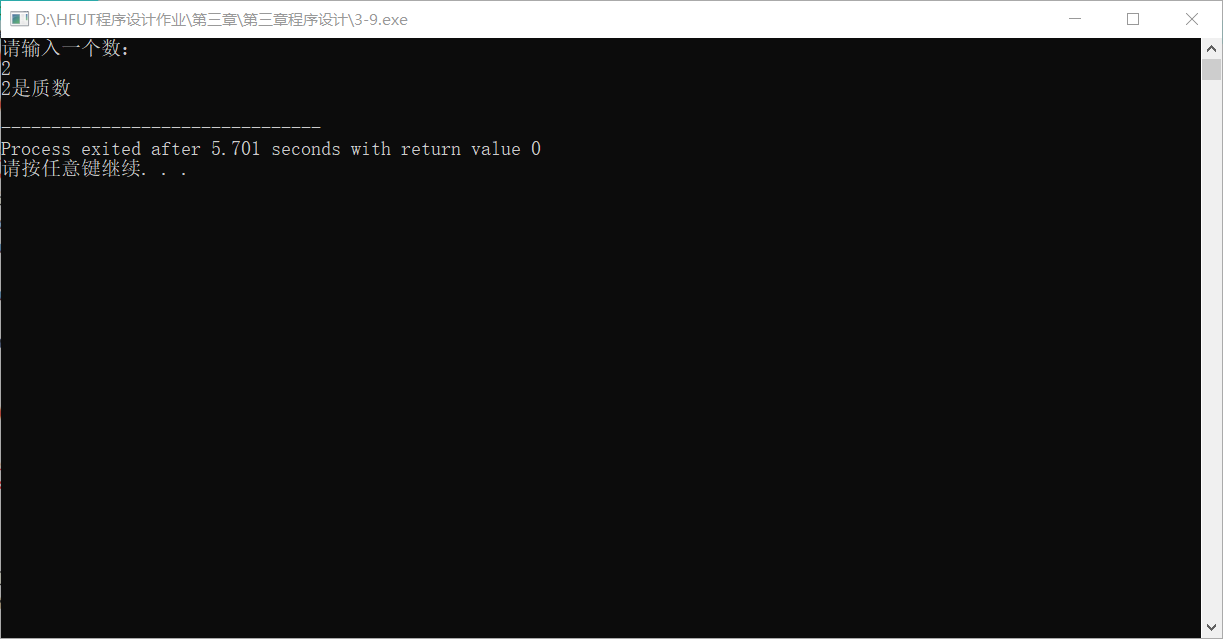 D:\HFUT程序设计作业\第三章\第三章程序设计\3-9.exe
请输入一个数：
2
2是质数
--------------------------------
Process exited after 5.701 seconds with return value 0
请按任意键继续. . .